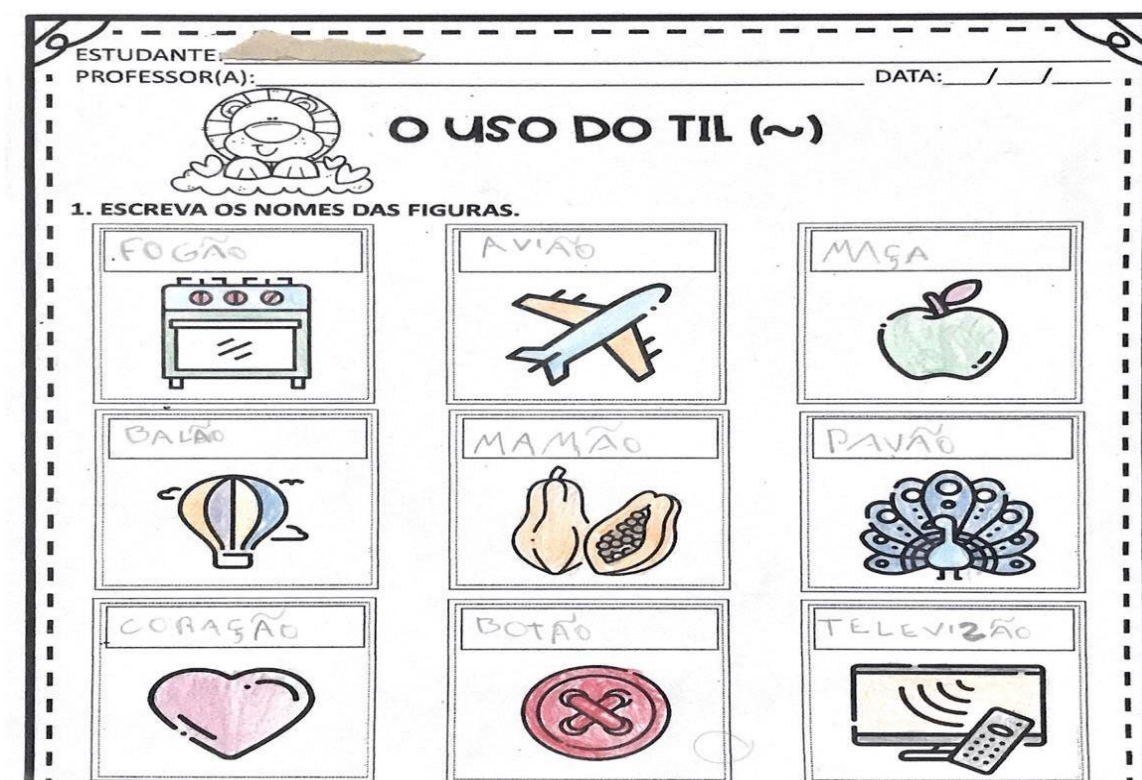 ESTUDANTE:
PROFESSOR(A): DATA: / /
O USO DO TIL (~)
1. ESCREVA OS NOMES DAS FIGURAS.
FOGÃO AVIÃO MAÇA
BALÃO MAMÃO PAVÃO
CORAÇÃO BOTÃO TELEVIZÃO